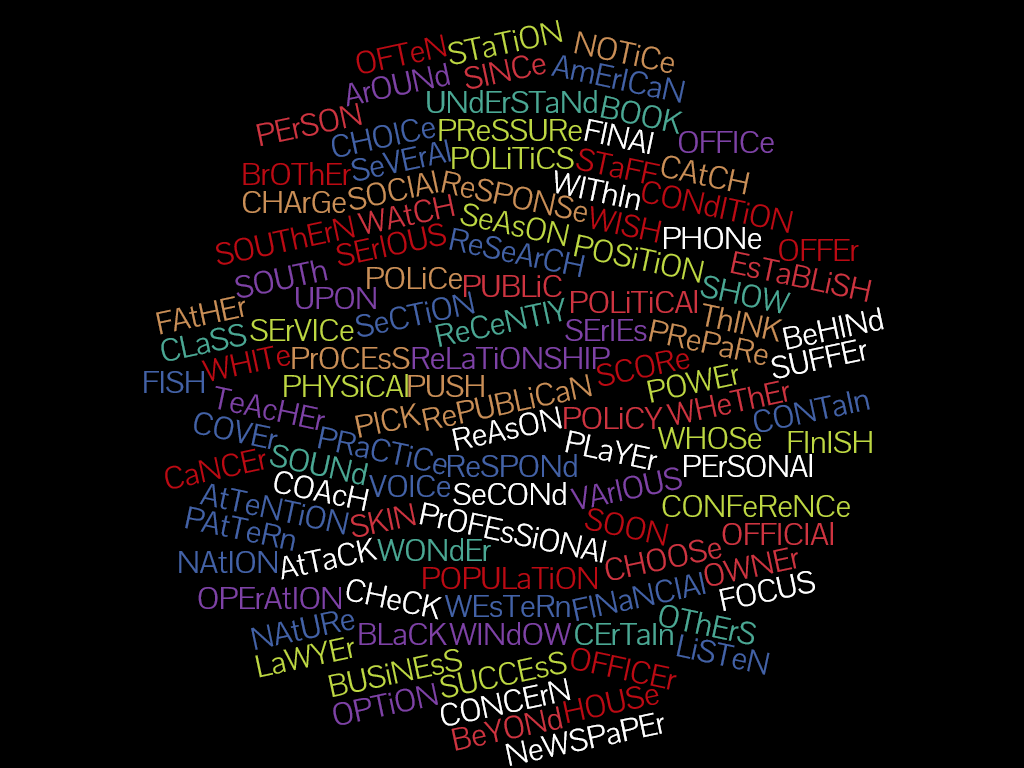 OFTeN STaTiON NOTiCe
ArOUNd SINCe AmErICaN
UNdErSTaNd BOOK
PErSON CHOICe PReSSURe FINAl OFFICe
SeVErAl POLiTiCS STaFF CAtCH
BrOThEr WIThIn
CHArGe SOCIAl ReSPONSe CONdITiON
SOUThErN WAtCH SeAsON WISH PHONe OFFEr
SErIOUS ReSeArCH POSiTiON EsTaBLiSH
SOUTh POLiCe PUBLiC SHOW
UPON POLiTiCAl
FAtHEr SeCTiON ReCeNTlY ThINK BeHINd
CLaSS SErVICe SErIEs PRePaRe
WHITe PrOCEsS ReLaTiONSHIP SCORe SUFFEr
FISH PHYSiCAl PUSH POWEr
TeAcHEr PICK RePUBLiCaN POLiCY WHeThEr CONTaIn
COVEr PRaCTiCe ReAsON PLaYEr WHOSe FInISH
CaNCEr SOUNd ReSPONd PErSONAl
COAcH VOICe SeCONd VArIOUS
AtTeNTiON CONFeReNCe
PAtTeRn SKIN PrOFEsSiONAl SOON OFFICIAl
NAtION AtTaCK WONdEr CHOOSe OWNEr
POPULaTiON
OPErAtION CHeCK WEsTeRn FINaNCIAl FOCUS
NAtURe BLaCK WINdOW CErTaIn OThErS
LaWYEr LiSTeN
BUSiNEsS SUCCEsS OFFICEr
OPTiON CONCErN HOUSe
BeYONd
NeWSPaPEr